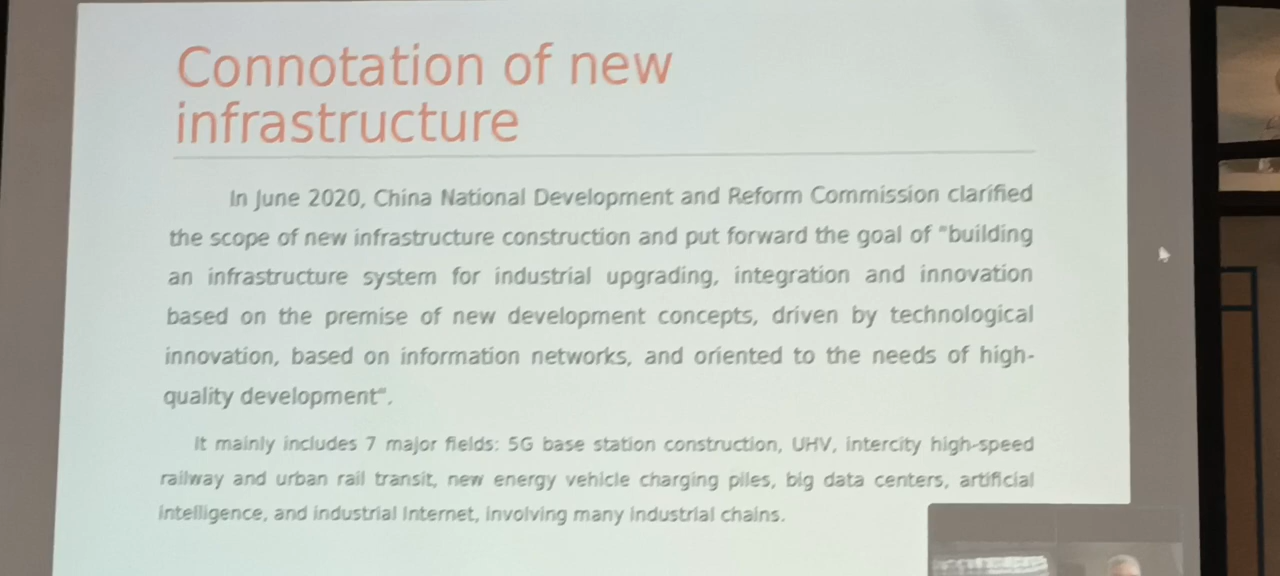 Connotation of new
infrastructure
In June 2020, China National Development and Reform Commission clarified
the scope of new infrastructure construction and put forward the goal of "building
an infrastructure system for industrial upgrading, integration and innovation
based on the premise of new development concepts, driven by technological
innovation, based on information networks, and oriented to the needs of high-
quality development".
It mainly includes 7 major fields: 5G base station construction, UHV, intercity high-speed
railway and urban rail transit, new energy vehicle charging piles, big data centers, artificial
intelligence, and industrial Internet, involving many industrial chains.